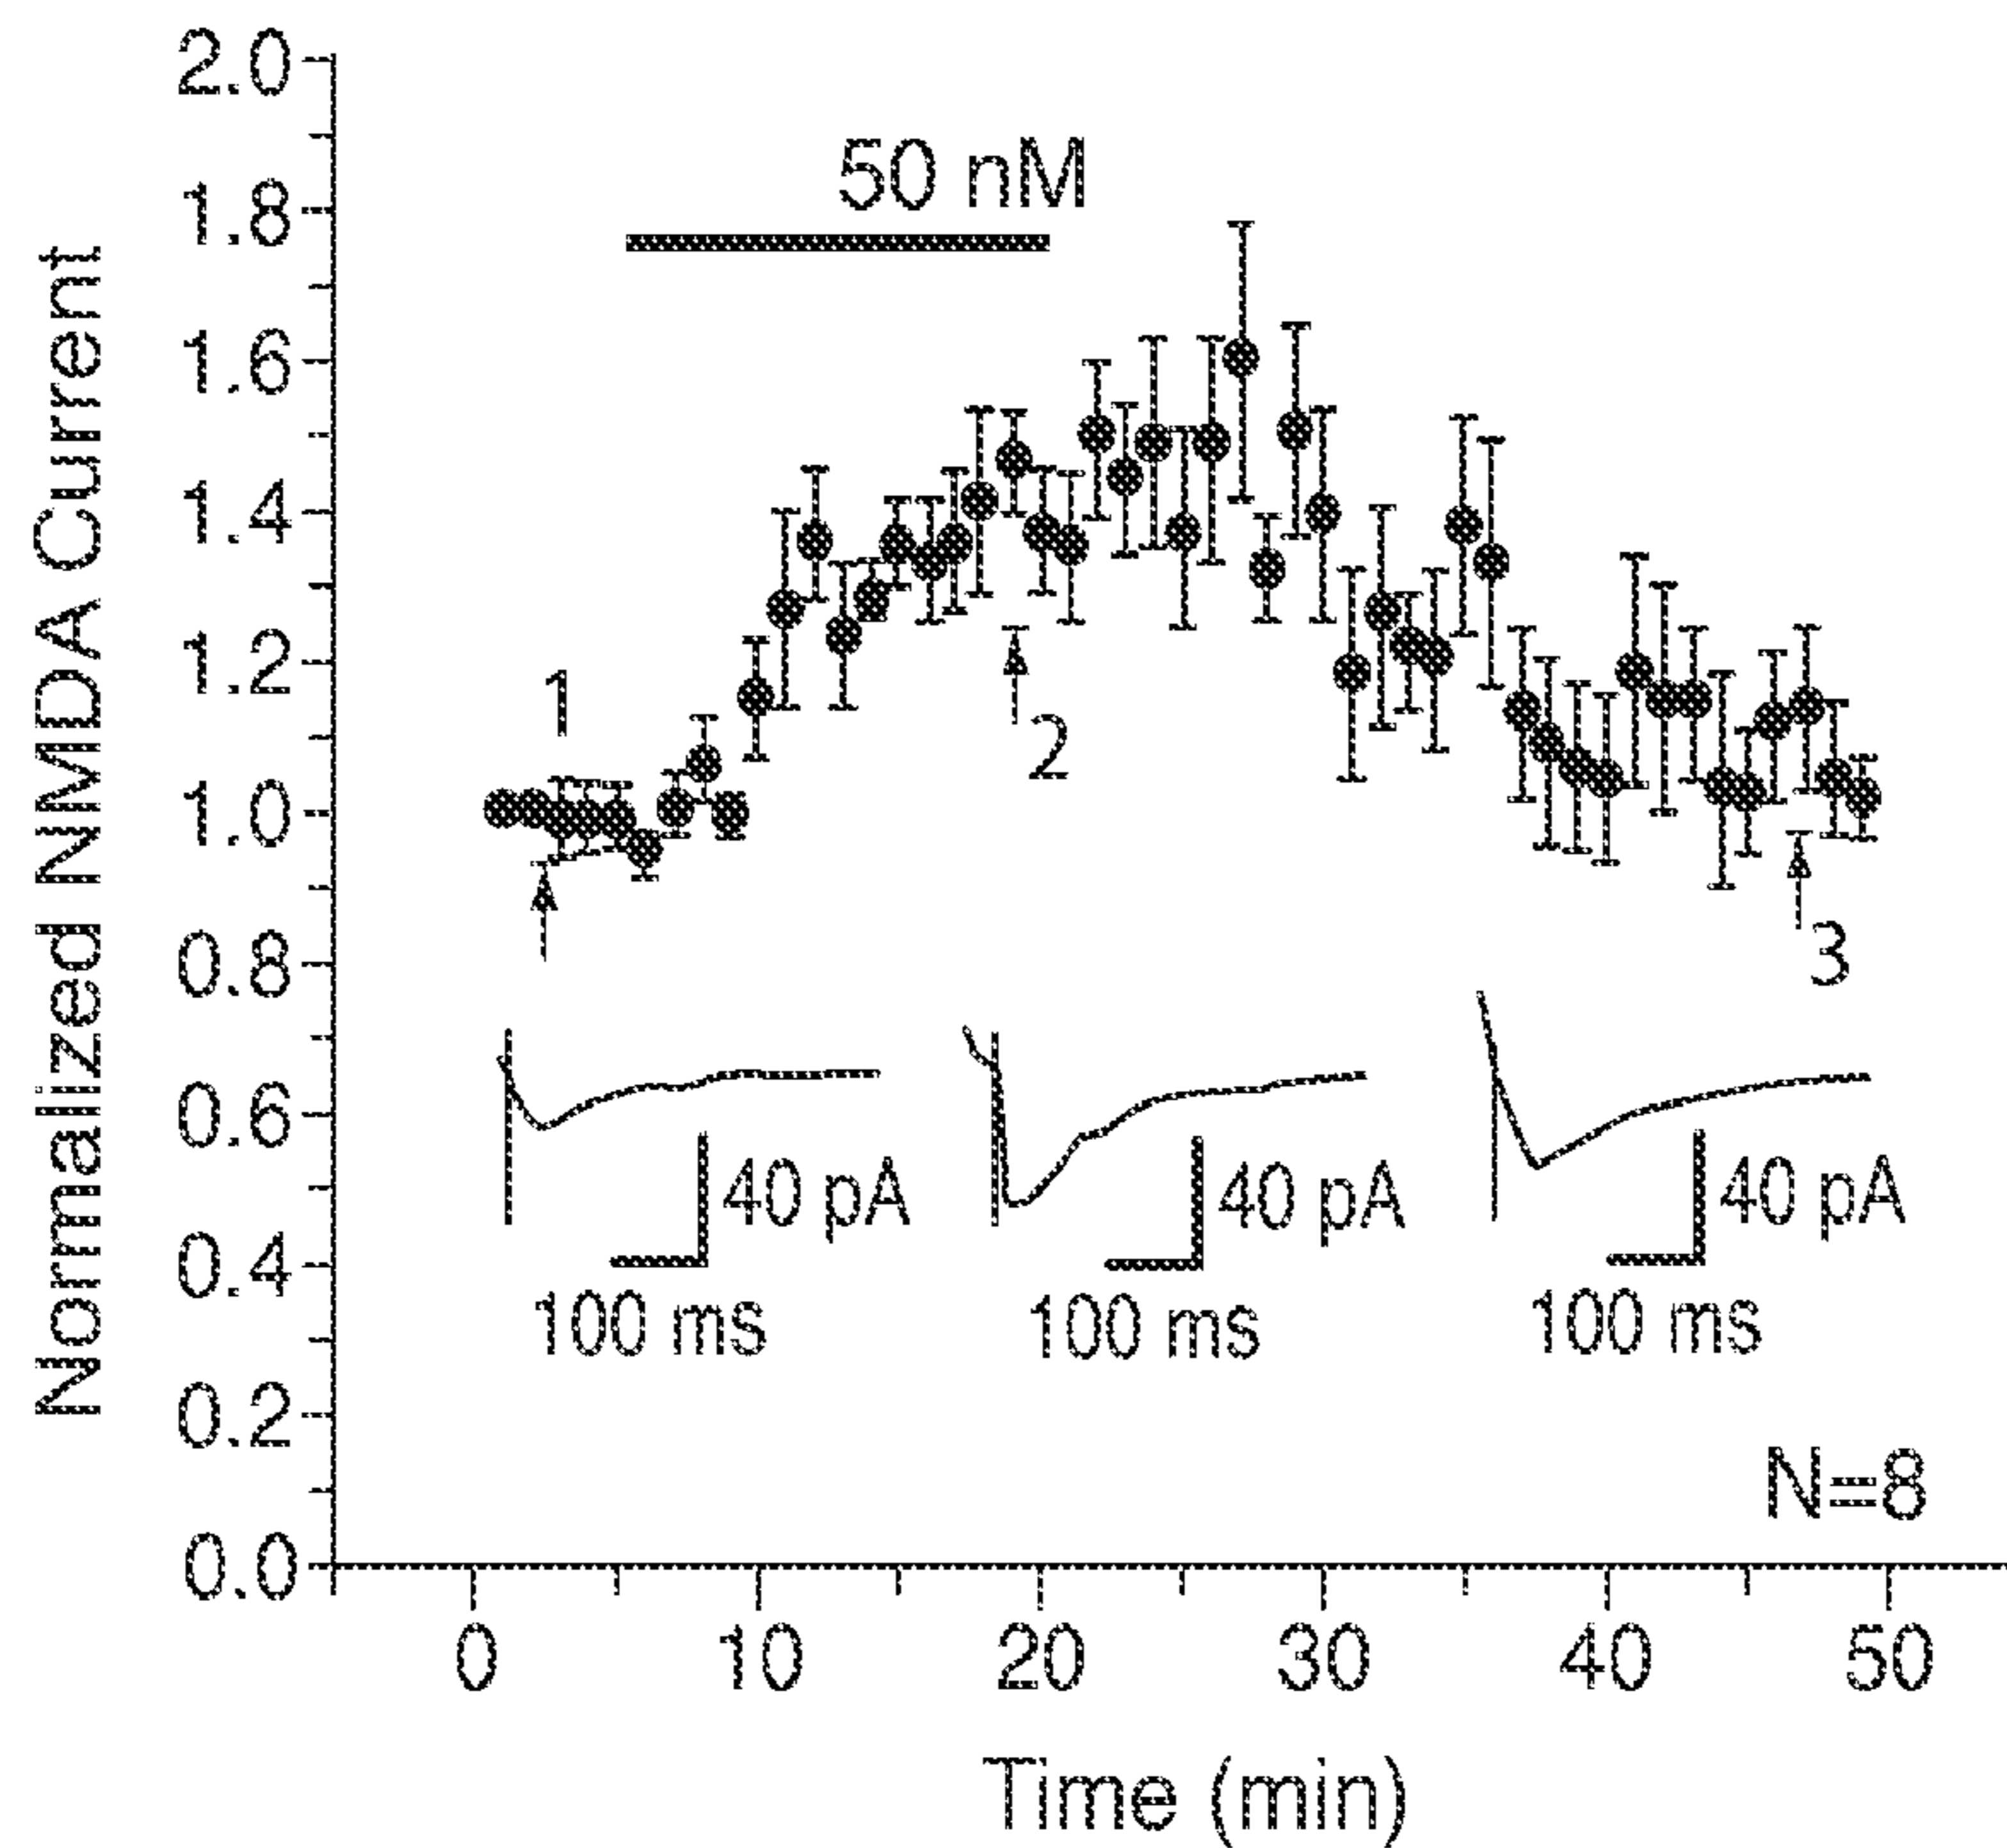 Normalized NMDA Current
2.0
1.8
1.6
1.4
1.2
1.0
0.8
0.6
0.4
0.2
0.0
50 nM
1
2
3
40 pA
100 ms
40 pA
100 ms
40 pA
100 ms
N=8
0 10 20 30 40 50
Time (min)